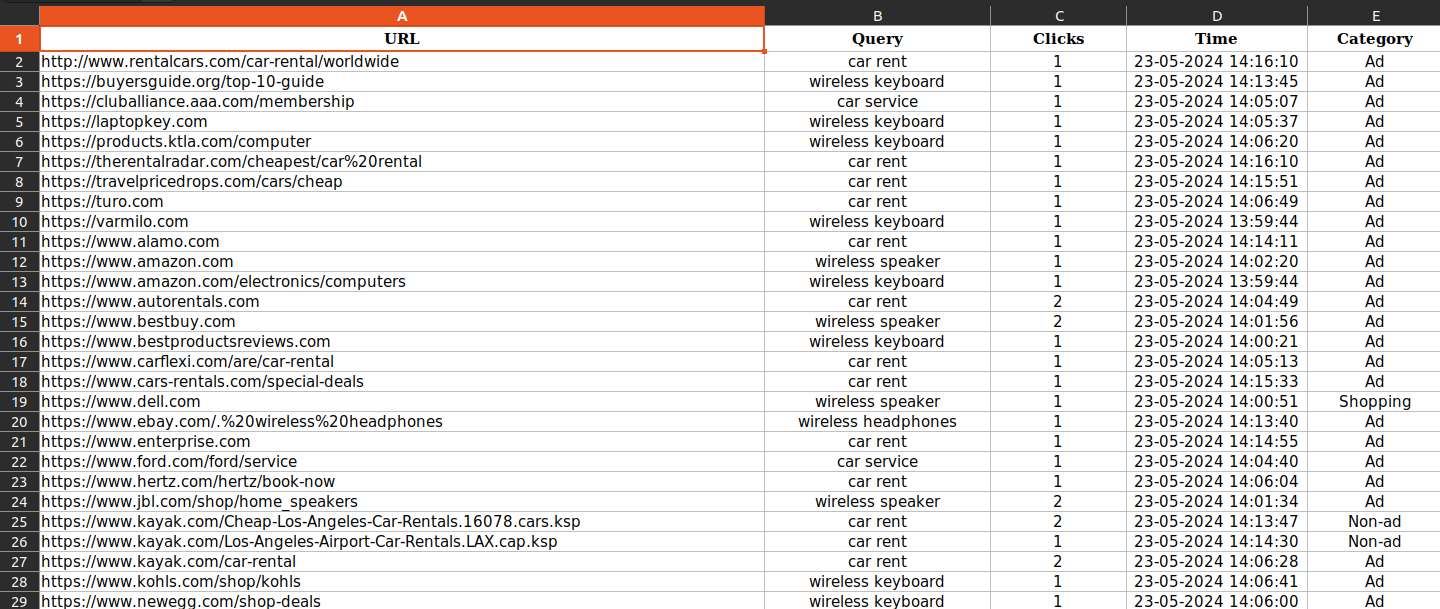 A B C D E
1 URL Query Clicks Time Category
2 http://www.rentalcars.com/car-rental/worldwide car rent 1 23-05-2024 14:16:10 Ad
3 https://buyersguide.org/top-10-guide wireless keyboard 1 23-05-2024 14:13:45 Ad
4 https://cluballiance.aaa.com/membership car service 1 23-05-2024 14:05:07 Ad
5 https://laptopkey.com wireless keyboard 1 23-05-2024 14:05:37 Ad
6 https://products.ktla.com/computer wireless keyboard 1 23-05-2024 14:06:20 Ad
7 https://therentalradar.com/cheapest/car%20rental car rent 1 23-05-2024 14:16:10 Ad
8 https://travelpricedrops.com/cars/cheap car rent 1 23-05-2024 14:15:51 Ad
9 https://turo.com car rent 1 23-05-2024 14:06:49 Ad
10 https://varmilo.com wireless keyboard 1 23-05-2024 13:59:44 Ad
11 https://www.alamo.com car rent 1 23-05-2024 14:14:11 Ad
12 https://www.amazon.com wireless speaker 1 23-05-2024 14:02:20 Ad
13 https://www.amazon.com/electronics/computers wireless keyboard 1 23-05-2024 13:59:44 Ad
14 https://www.autorentals.com car rent 2 23-05-2024 14:04:49 Ad
15 https://www.bestbuy.com wireless speaker 2 23-05-2024 14:01:56 Ad
16 https://www.bestproductsreviews.com wireless keyboard 1 23-05-2024 14:00:21 Ad
17 https://www.carflexi.com/are/car-rental car rent 1 23-05-2024 14:05:13 Ad
18 https://www.cars-rentals.com/special-deals car rent 1 23-05-2024 14:15:33 Ad
19 https://www.dell.com wireless speaker 1 23-05-2024 14:00:51 Shopping
20 https://www.ebay.com/.%20wireless%20headphones wireless headphones 1 23-05-2024 14:13:40 Ad
21 https://www.enterprise.com car rent 1 23-05-2024 14:14:55 Ad
22 https://www.ford.com/ford/service car service 1 23-05-2024 14:04:40 Ad
23 https://www.hertz.com/hertz/book-now car rent 1 23-05-2024 14:06:04 Ad
24 https://www.jbl.com/shop/home_speakers wireless speaker 2 23-05-2024 14:01:34 Ad
25 https://www.kayak.com/Cheap-Los-Angeles-Car-Rentals.16078.cars.ksp car rent 2 23-05-2024 14:13:47 Non-ad
26 https://www.kayak.com/Los-Angeles-Airport-Car-Rentals.LAX.cap.ksp car rent 1 23-05-2024 14:14:30 Non-ad
27 https://www.kayak.com/car-rental car rent 2 23-05-2024 14:06:28 Ad
28 https://www.kohls.com/shop/kohls wireless keyboard 1 23-05-2024 14:06:41 Ad
29 https://www.newegg.com/shop-deals wireless keyboard 1 23-05-2024 14:06:00 Ad